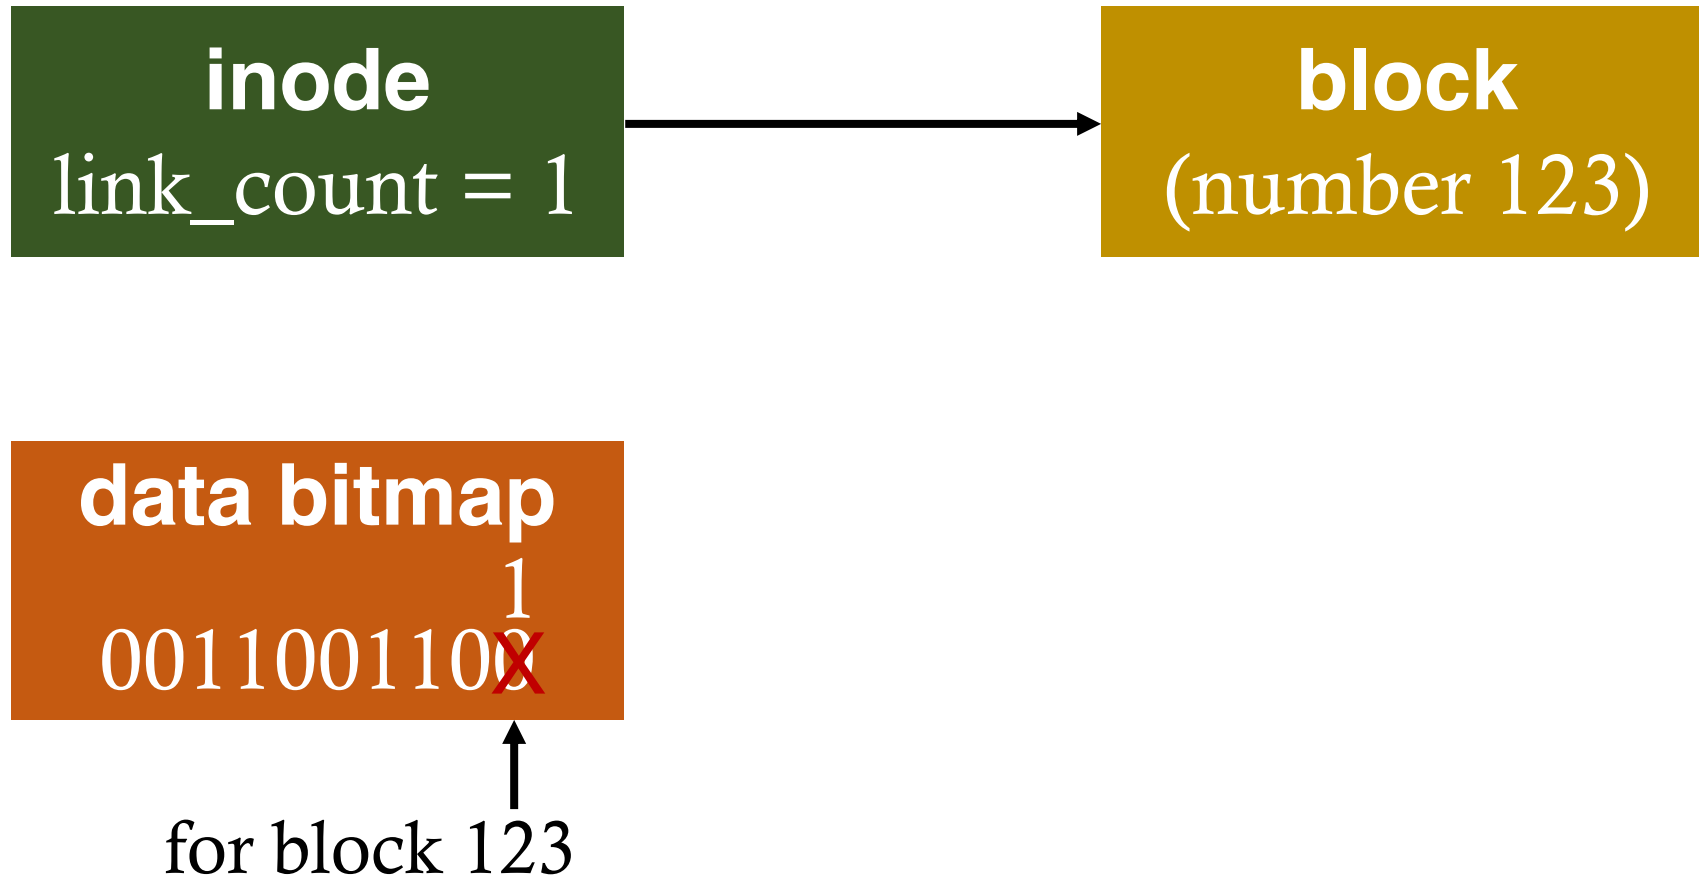 inode
link_count = 1
block
(number 123)
data bitmap
1
0011001100
X
for block 123